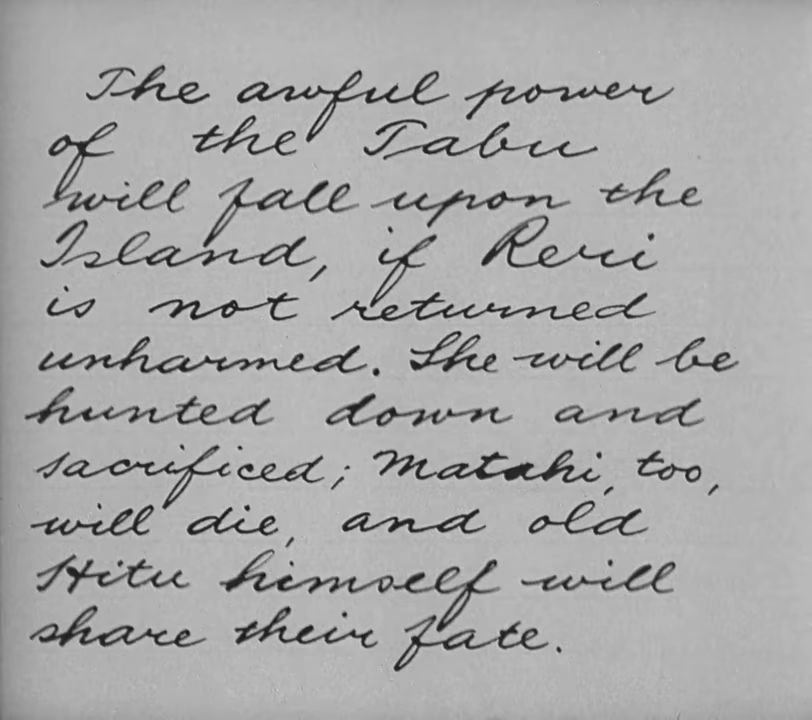 The awful power
of the Tabu
will fall upon the
Island, if Reri
is not returned
unharmed. She will be
hunted down and
sacrificed; Matahi, too,
will die, and old
Hitu himself will
share their fate.